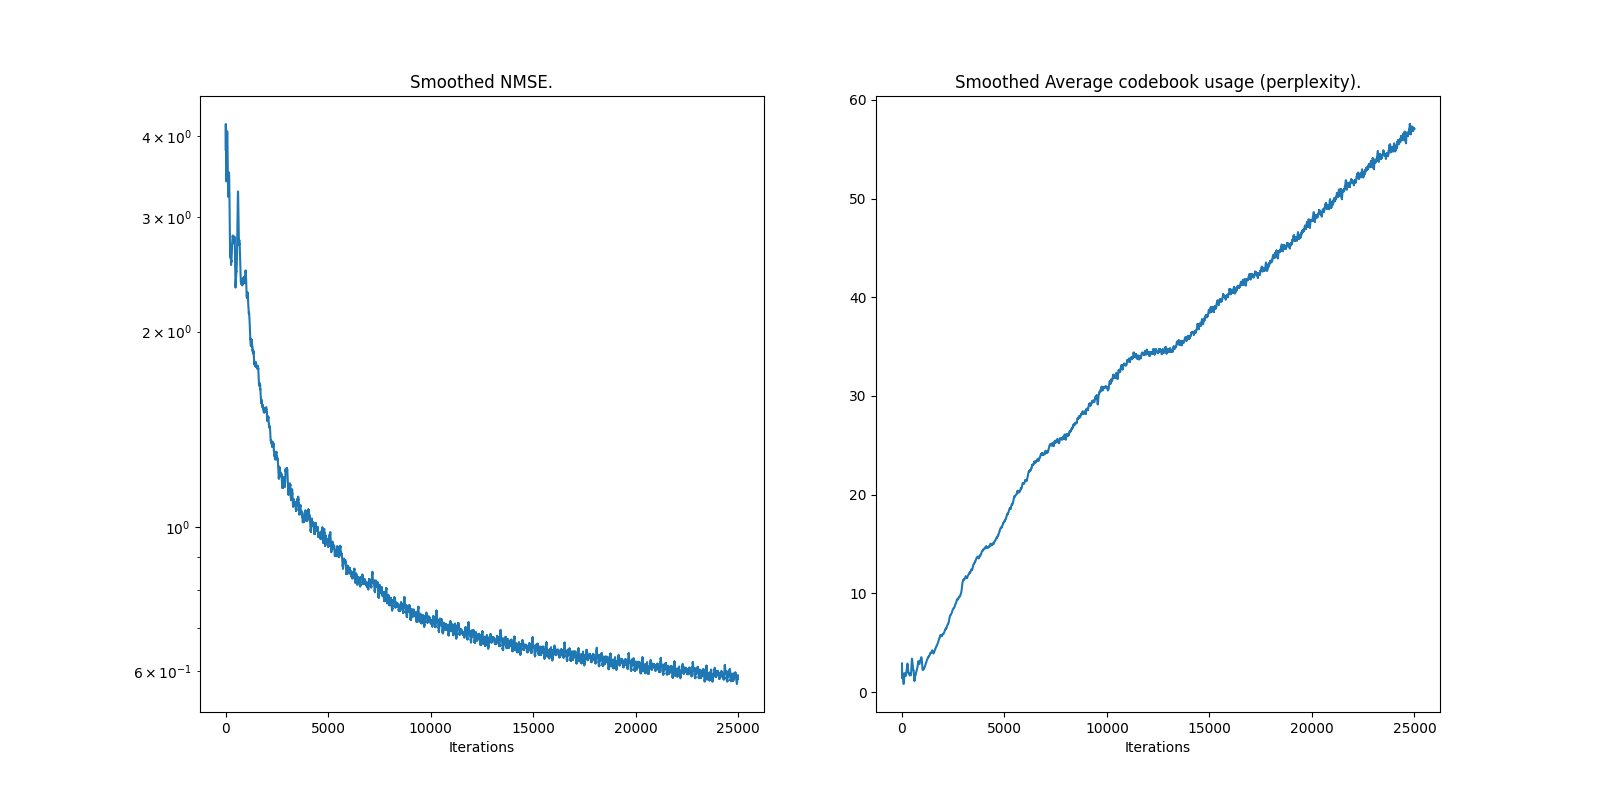 Smoothed NMSE.
4 × 10⁰
3 × 10⁰
2 × 10⁰
10⁰
6 × 10⁻¹
0 5000 10000 15000 20000 25000
Iterations
Smoothed Average codebook usage (perplexity).
60
50
40
30
20
10
0
0 5000 10000 15000 20000 25000
Iterations